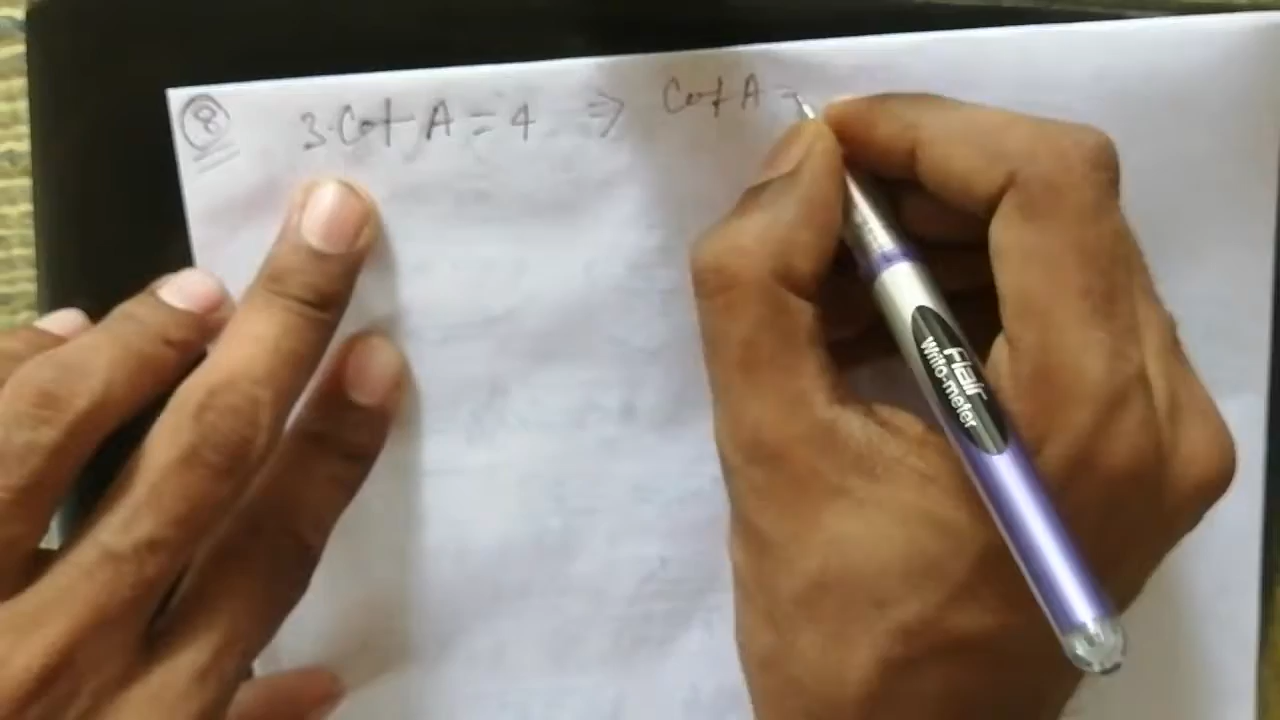 8 3·Cot A = 4 ⇒ Cot A =
Flair
Writo-meter